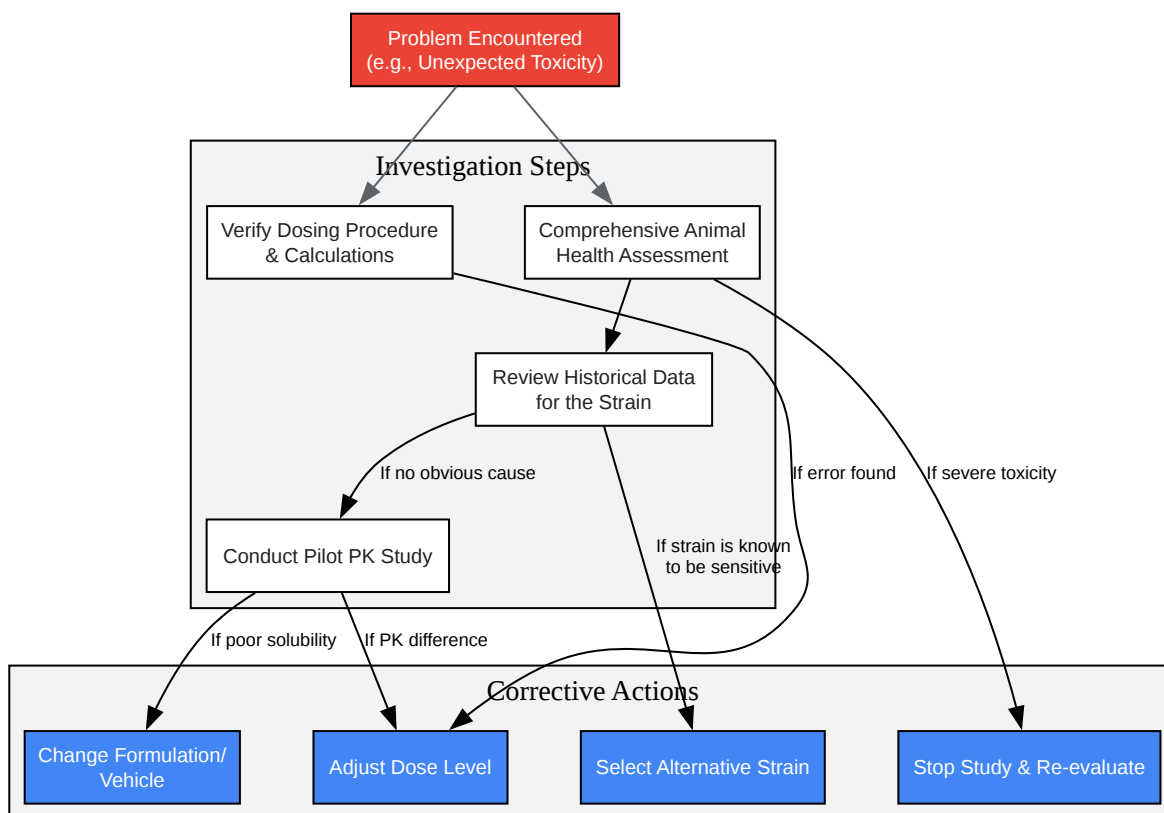 Problem Encountered
(e.g., Unexpected Toxicity)
Investigation Steps
Verify Dosing Procedure
& Calculations
Comprehensive Animal
Health Assessment
Review Historical Data
for the Strain
If no obvious cause
If error found
If severe toxicity
Conduct Pilot PK Study
If strain is known
to be sensitive
If poor solubility
If PK difference
Corrective Actions
Change Formulation/
Vehicle
Adjust Dose Level
Select Alternative Strain
Stop Study & Re-evaluate